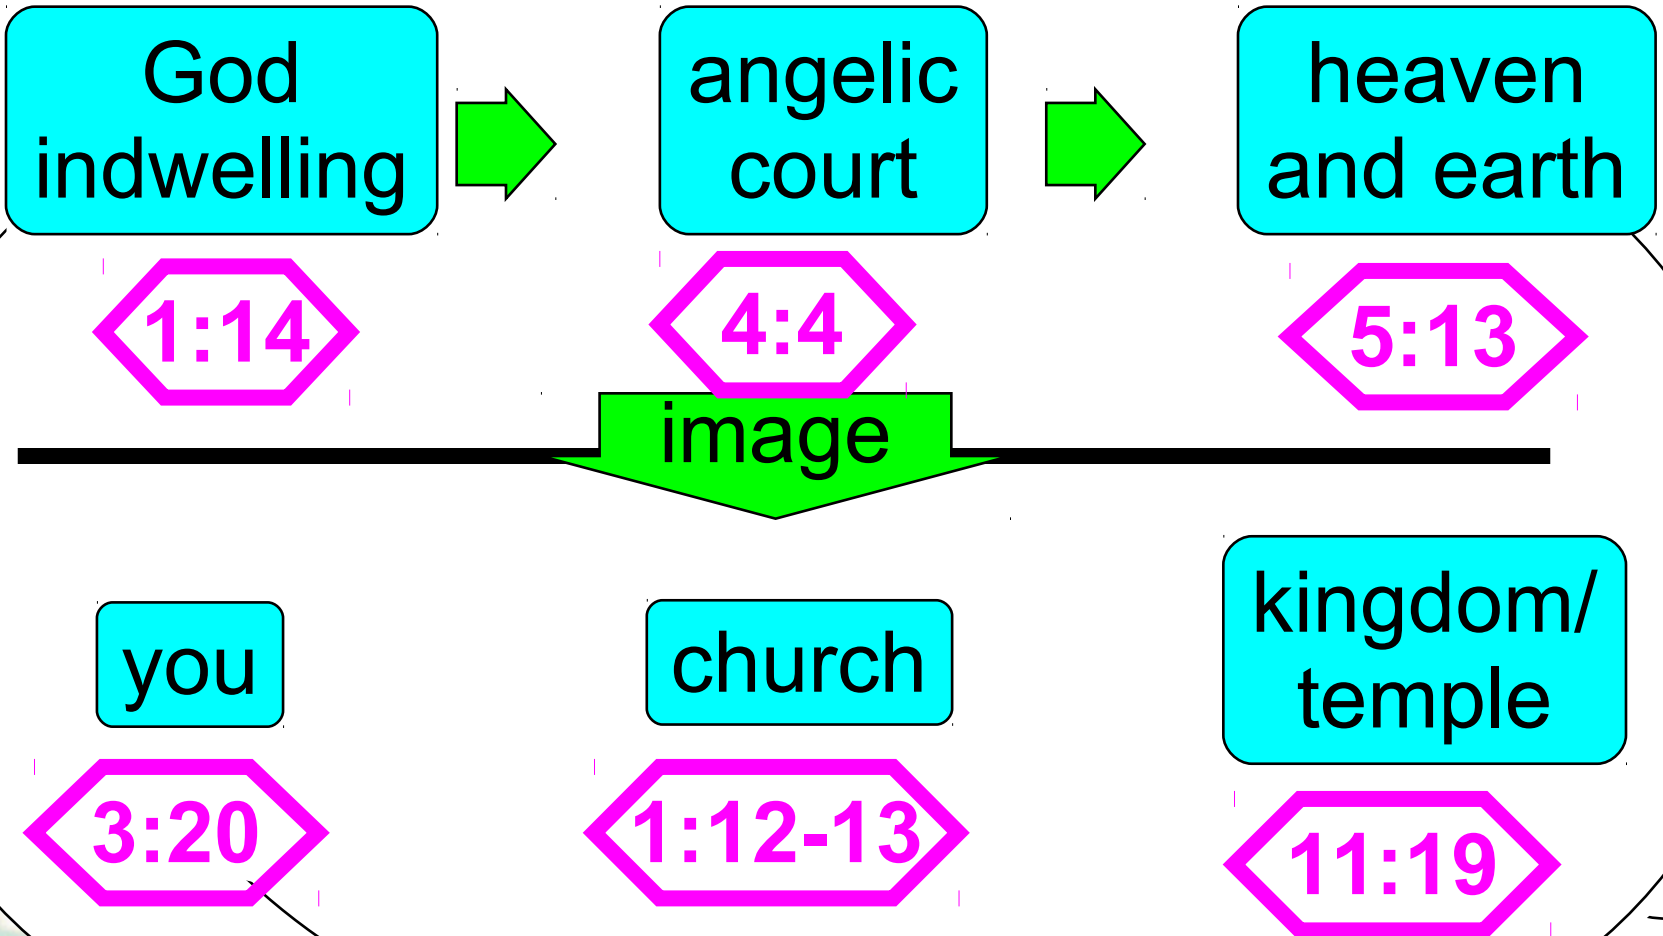 God
indwelling
angelic
court
heaven
and earth
1:14
4:4
5:13
image
you
church
kingdom/
temple
3:20
1:12-13
11:19